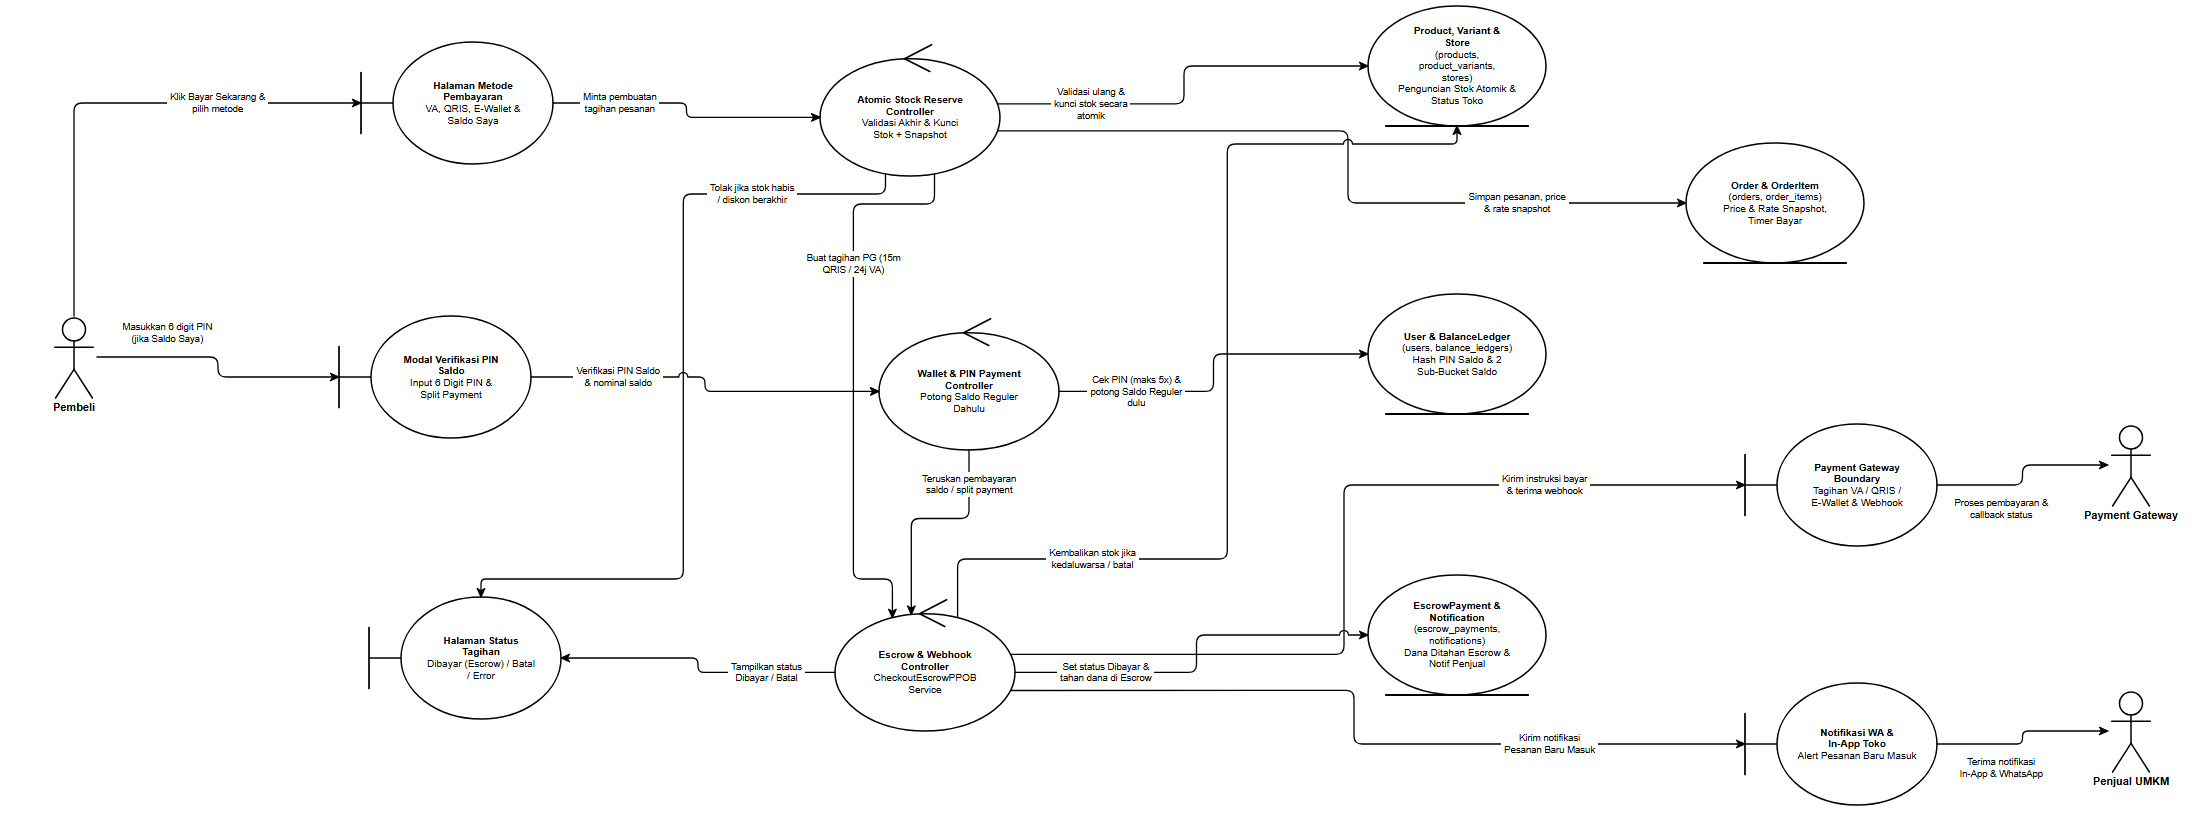 Product, Variant &
Store
(products,
product_variants,
stores)
Penguncian Stok Atomik &
Status Toko
Halaman Metode
Pembayaran
VA, QRIS, E-Wallet &
Saldo Saya
Klik Bayar Sekarang &
pilih metode
Minta pembuatan
tagihan pesanan
Atomic Stock Reserve
Controller
Validasi Akhir & Kunci
Stok + Snapshot
Validasi ulang &
kunci stok secara
atomik
Tolak jika stok habis
/ diskon berakhir
Simpan pesanan, price
& rate snapshot
Order & OrderItem
(orders, order_items)
Price & Rate Snapshot,
Timer Bayar
Buat tagihan PG (15m
QRIS / 24j VA)
Pembeli
Masukkan 6 digit PIN
(jika Saldo Saya)
Modal Verifikasi PIN
Saldo
Input 6 Digit PIN &
Split Payment
Verifikasi PIN Saldo
& nominal saldo
Wallet & PIN Payment
Controller
Potong Saldo Reguler
Dahulu
Cek PIN (maks 5x) &
potong Saldo Reguler
dulu
User & BalanceLedger
(users, balance_ledgers)
Hash PIN Saldo & 2
Sub-Bucket Saldo
Teruskan pembayaran
saldo / split payment
Kirim instruksi bayar
& terima webhook
Payment Gateway
Boundary
Tagihan VA / QRIS /
E-Wallet & Webhook
Proses pembayaran &
callback status
Payment Gateway
Kembalikan stok jika
kedaluwarsa / batal
Halaman Status
Tagihan
Dibayar (Escrow) / Batal
/ Error
Tampilkan status
Dibayar / Batal
Escrow & Webhook
Controller
CheckoutEscrowPPOB
Service
Set status Dibayar &
tahan dana di Escrow
EscrowPayment &
Notification
(escrow_payments,
notifications)
Dana Ditahan Escrow &
Notif Penjual
Kirim notifikasi
Pesanan Baru Masuk
Notifikasi WA &
In-App Toko
Alert Pesanan Baru Masuk
Terima notifikasi
In-App & WhatsApp
Penjual UMKM